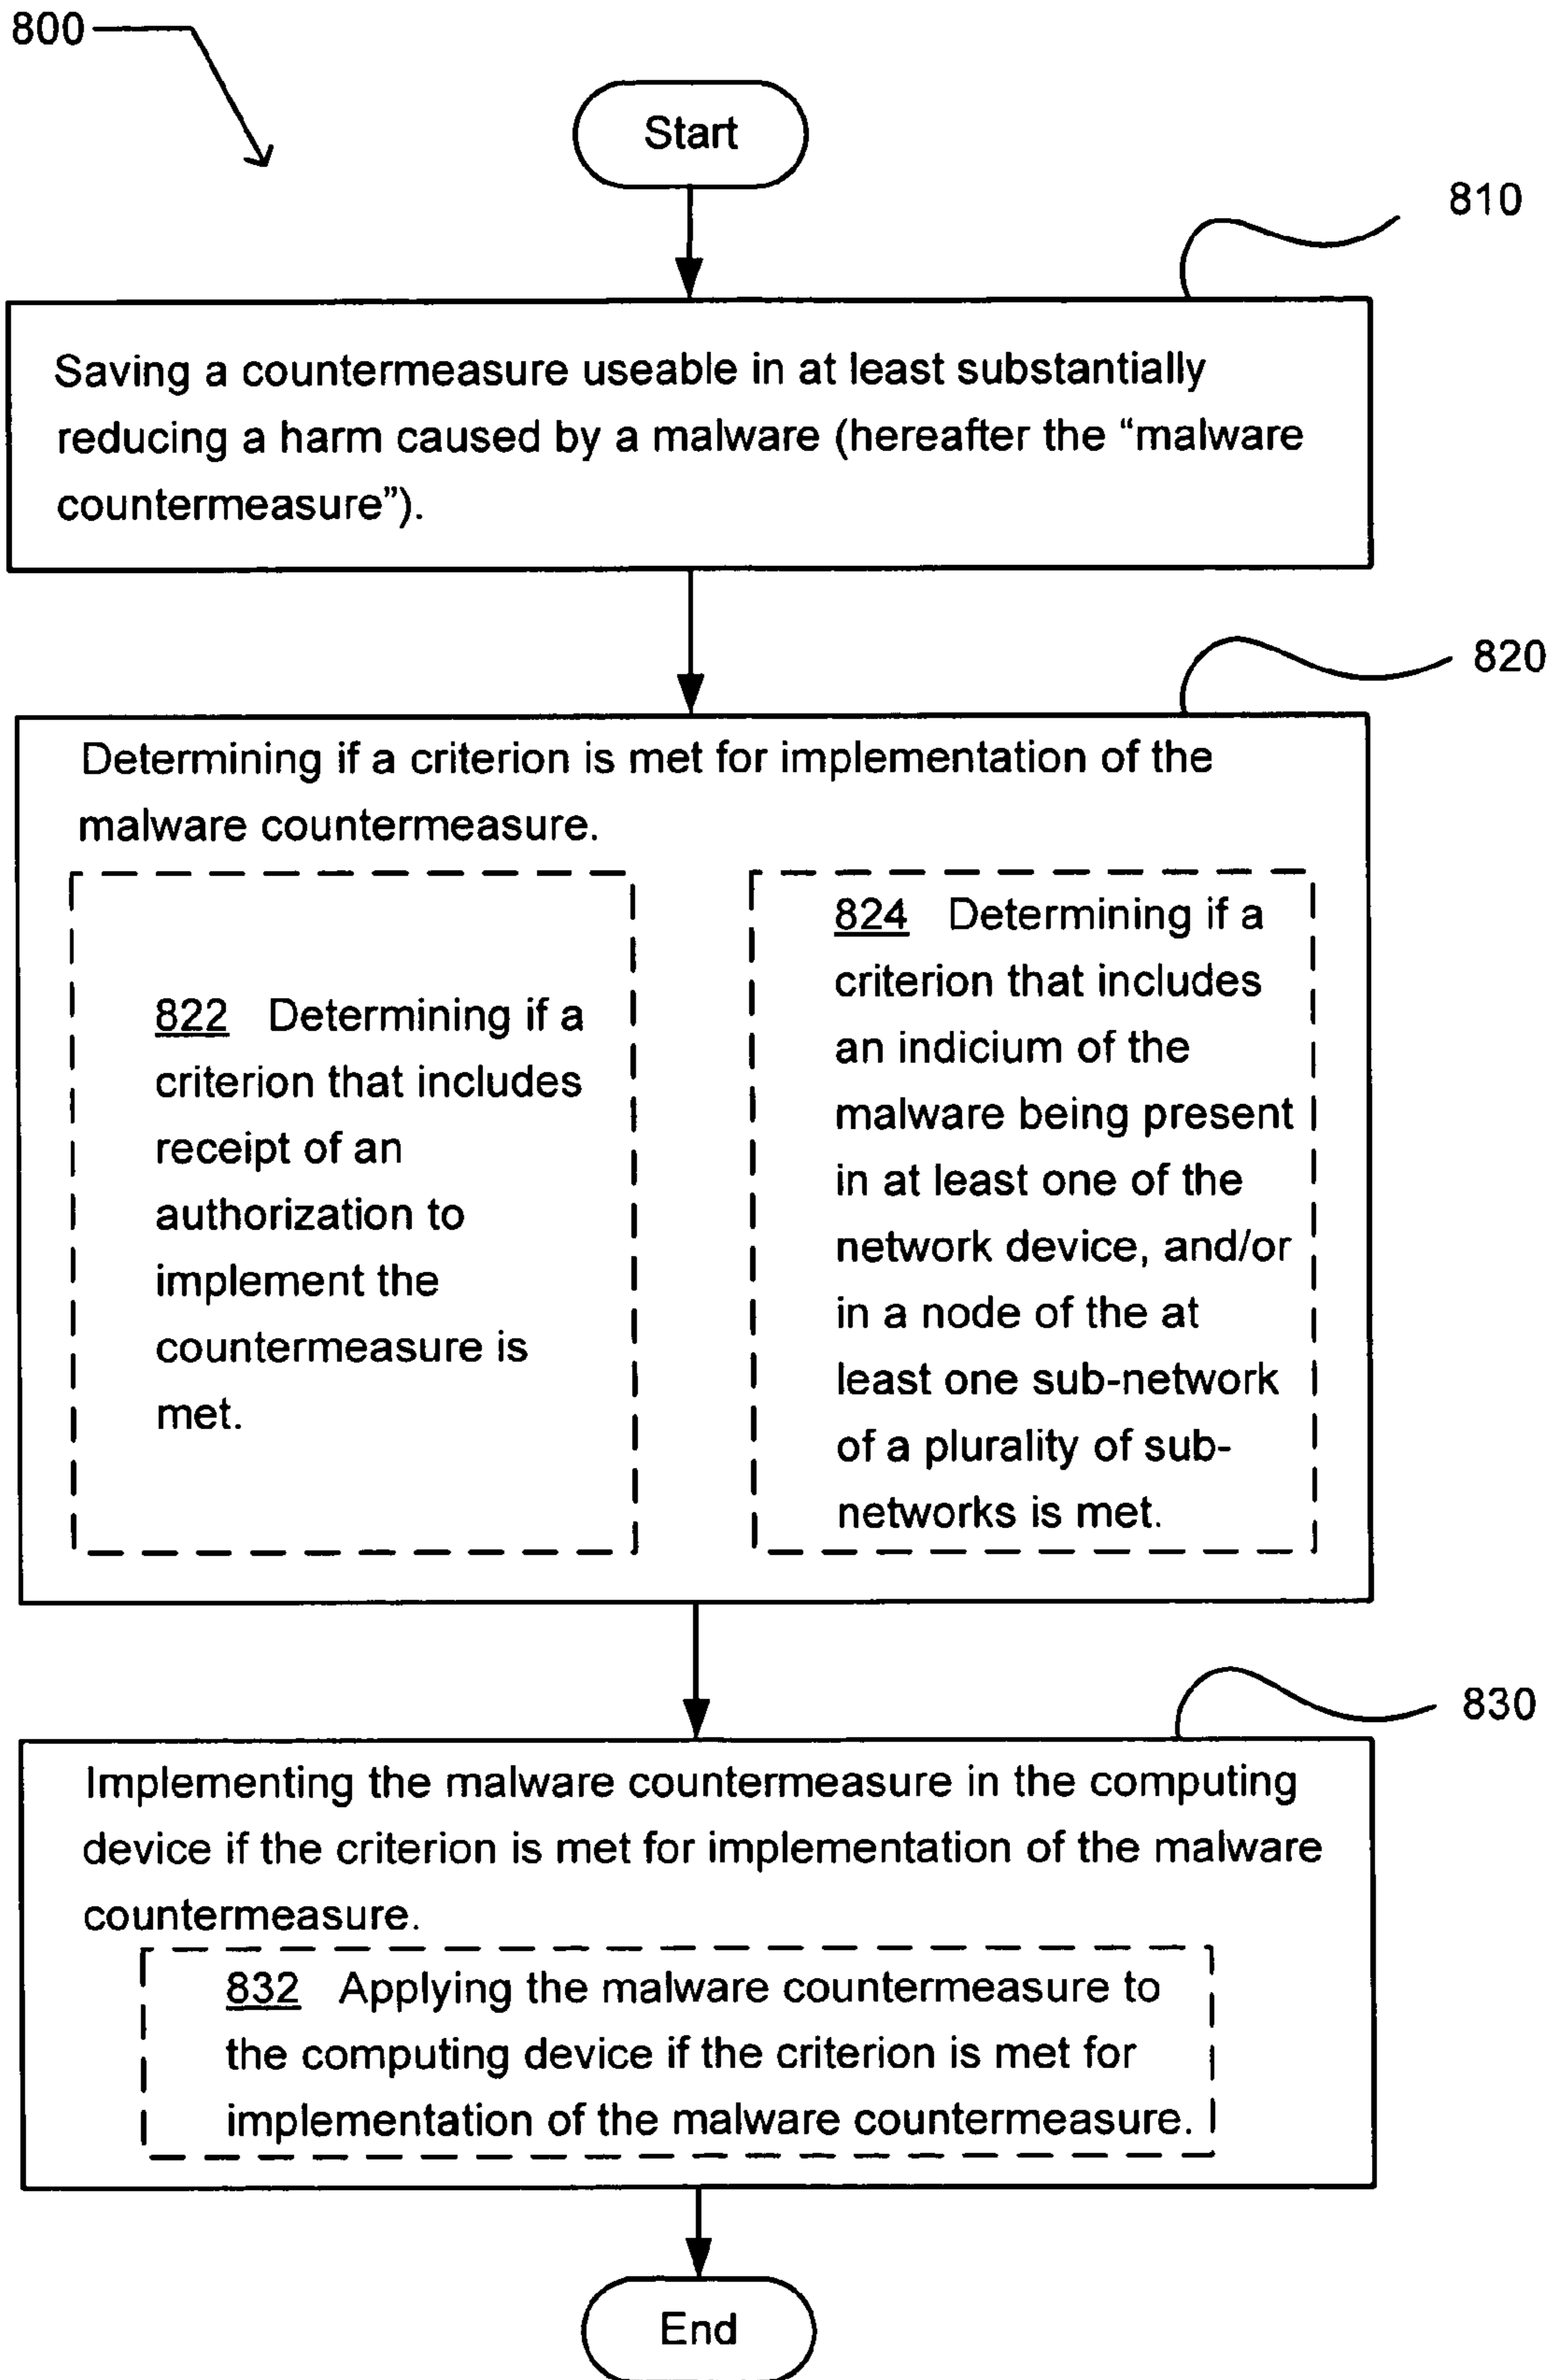 800
Start
810
Saving a countermeasure useable in at least substantially
reducing a harm caused by a malware (hereafter the “malware
countermeasure”).
820
Determining if a criterion is met for implementation of the
malware countermeasure.
822 Determining if a
criterion that includes
receipt of an
authorization to
implement the
countermeasure is
met.
824 Determining if a
criterion that includes
an indicium of the
malware being present
in at least one of the
network device, and/or
in a node of the at
least one sub-network
of a plurality of sub-
networks is met.
830
Implementing the malware countermeasure in the computing
device if the criterion is met for implementation of the malware
countermeasure.
832 Applying the malware countermeasure to
the computing device if the criterion is met for
implementation of the malware countermeasure.
End